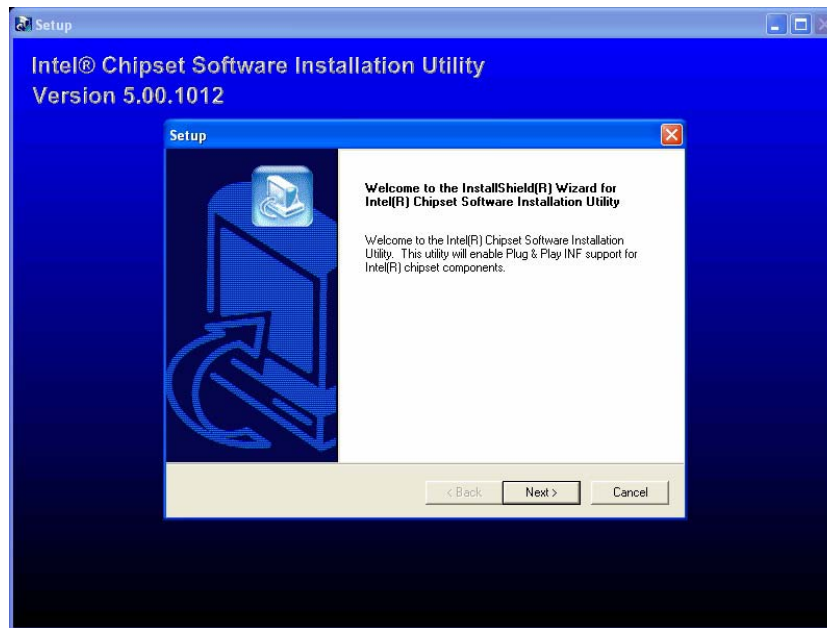 Setup
Intel® Chipset Software Installation Utility
Version 5.00.1012
Setup
Welcome to the InstallShield(R) Wizard for
Intel(R) Chipset Software Installation Utility
Welcome to the Intel(R) Chipset Software Installation
Utility. This utility will enable Plug & Play INF support for
Intel(R) chipset components.
< Back
Next >
Cancel